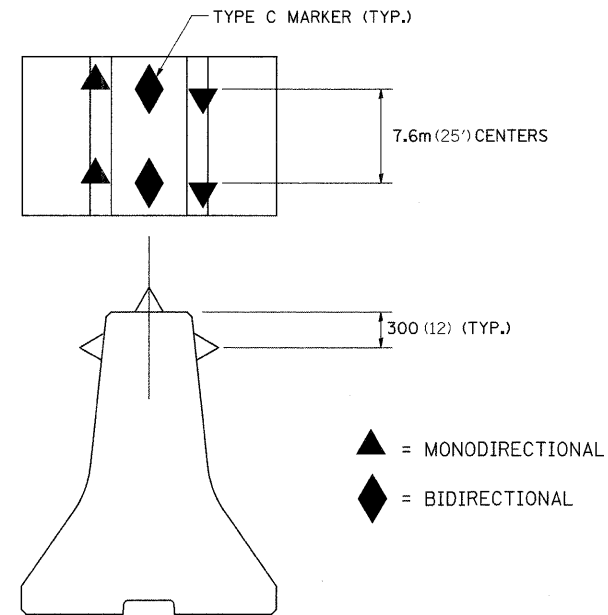 TYPE C MARKER (TYP.)
7.6m (25') CENTERS
300 (12) (TYP.)
= MONODIRECTIONAL
= BIDIRECTIONAL